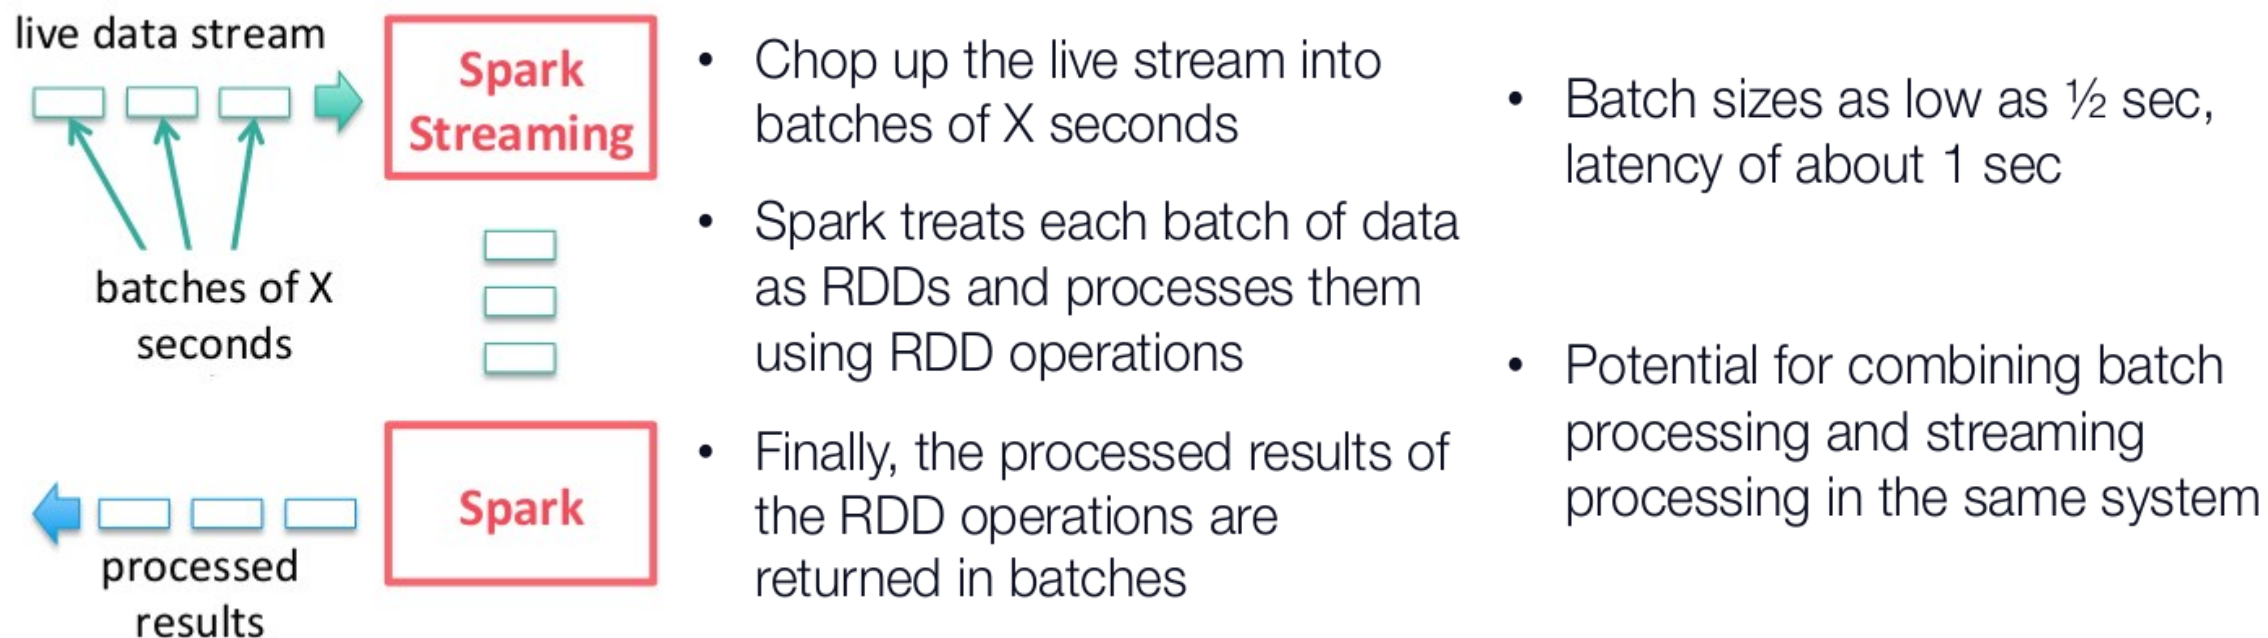 live data stream
Spark
Streaming
batches of X
seconds
Spark
processed
results
• Chop up the live stream into
batches of X seconds
• Spark treats each batch of data
as RDDs and processes them
using RDD operations
• Finally, the processed results of
the RDD operations are
returned in batches
• Batch sizes as low as ½ sec,
latency of about 1 sec
• Potential for combining batch
processing and streaming
processing in the same system